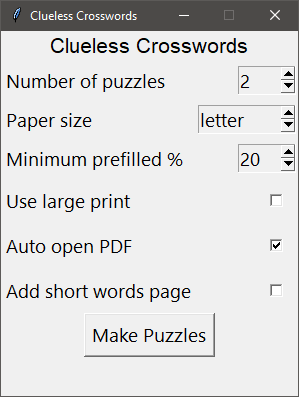 Clueless Crosswords
Clueless Crosswords
Number of puzzles 2
Paper size letter
Minimum prefilled % 20
Use large print
Auto open PDF
Add short words page
Make Puzzles